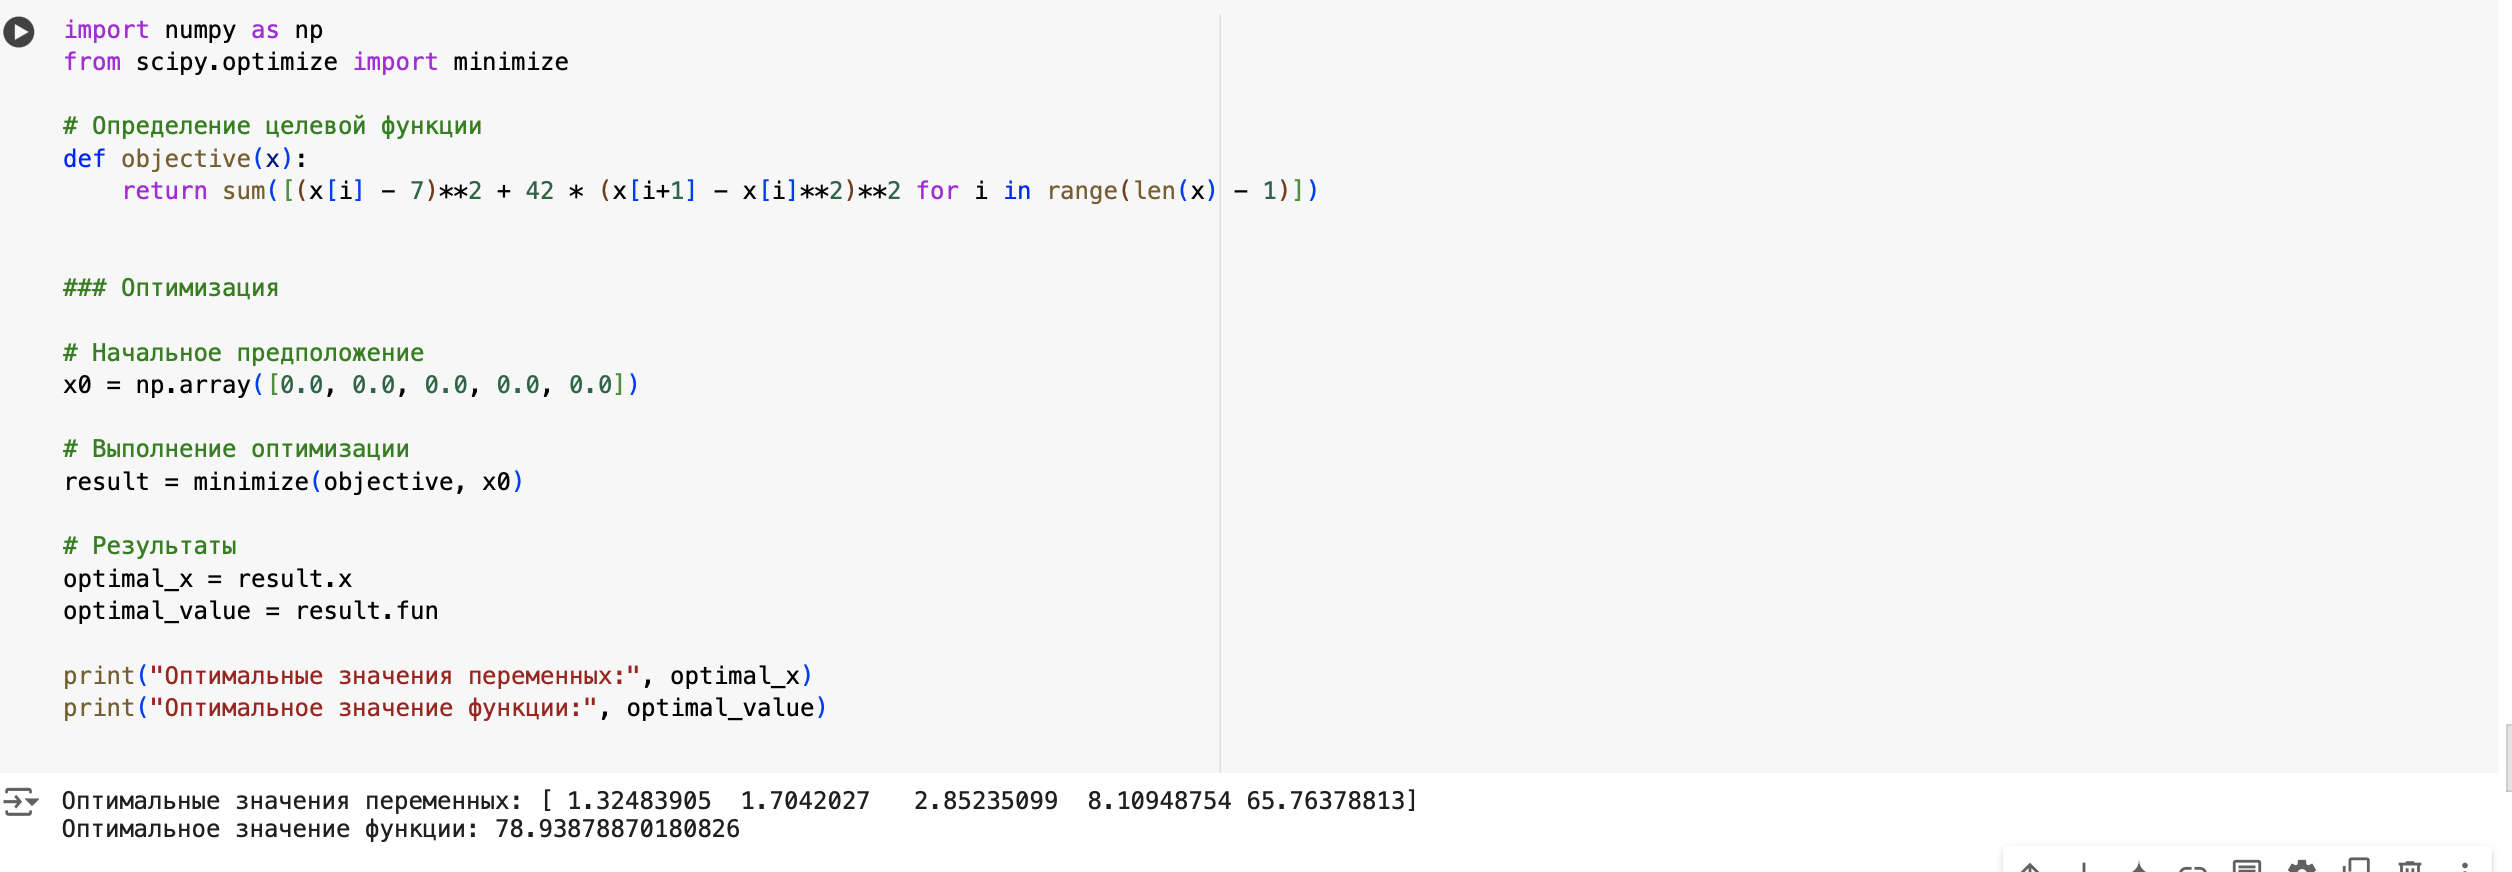 import numpy as np
from scipy.optimize import minimize
# Определение целевой функции
def objective(x):
    return sum([(x[i] - 7)**2 + 42 * (x[i+1] - x[i]**2)**2 for i in range(len(x) - 1)])
### Оптимизация
# Начальное предположение
x0 = np.array([0.0, 0.0, 0.0, 0.0, 0.0])
# Выполнение оптимизации
result = minimize(objective, x0)
# Результаты
optimal_x = result.x
optimal_value = result.fun
print("Оптимальные значения переменных:", optimal_x)
print("Оптимальное значение функции:", optimal_value)
Оптимальные значения переменных: [ 1.32483905  1.7042027   2.85235099  8.10948754 65.76378813]
Оптимальное значение функции: 78.93878870180826